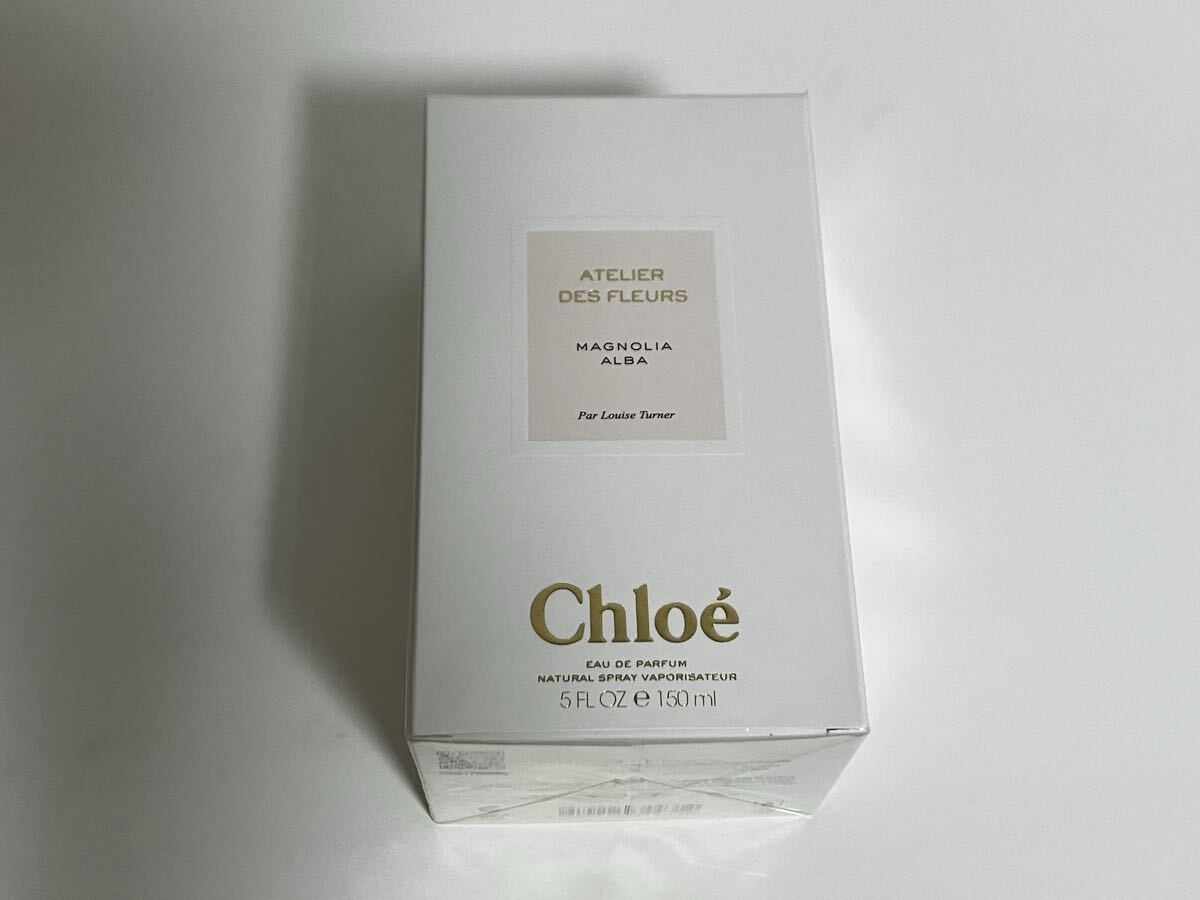 ATELIER
DES FLEURS
MAGNOLIA
ALBA
Par Louise Turner
Chloé
EAU DE PARFUM
NATURAL SPRAY VAPORISATEUR
5 FL OZ ℮ 150 ml